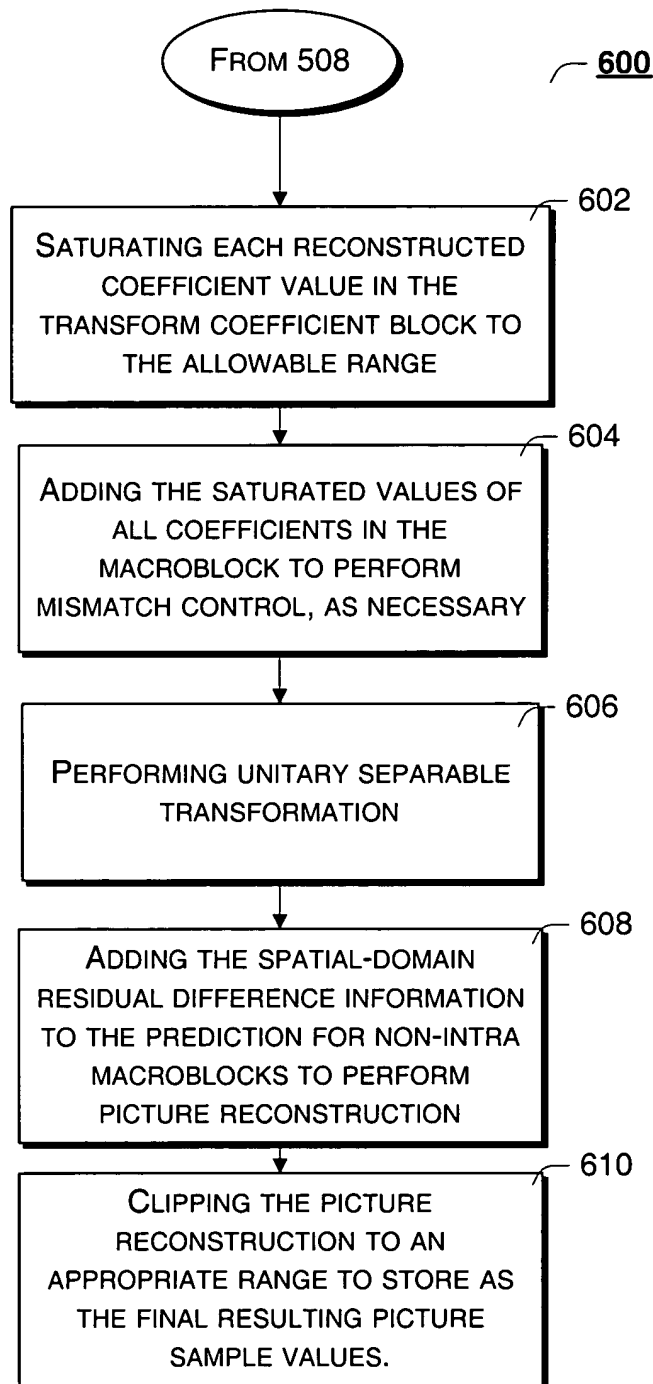 FROM 508
600
602
SATURATING EACH RECONSTRUCTED
COEFFICIENT VALUE IN THE
TRANSFORM COEFFICIENT BLOCK TO
THE ALLOWABLE RANGE
604
ADDING THE SATURATED VALUES OF
ALL COEFFICIENTS IN THE
MACROBLOCK TO PERFORM
MISMATCH CONTROL, AS NECESSARY
606
PERFORMING UNITARY SEPARABLE
TRANSFORMATION
608
ADDING THE SPATIAL-DOMAIN
RESIDUAL DIFFERENCE INFORMATION
TO THE PREDICTION FOR NON-INTRA
MACROBLOCKS TO PERFORM
PICTURE RECONSTRUCTION
610
CLIPPING THE PICTURE
RECONSTRUCTION TO AN
APPROPRIATE RANGE TO STORE AS
THE FINAL RESULTING PICTURE
SAMPLE VALUES.